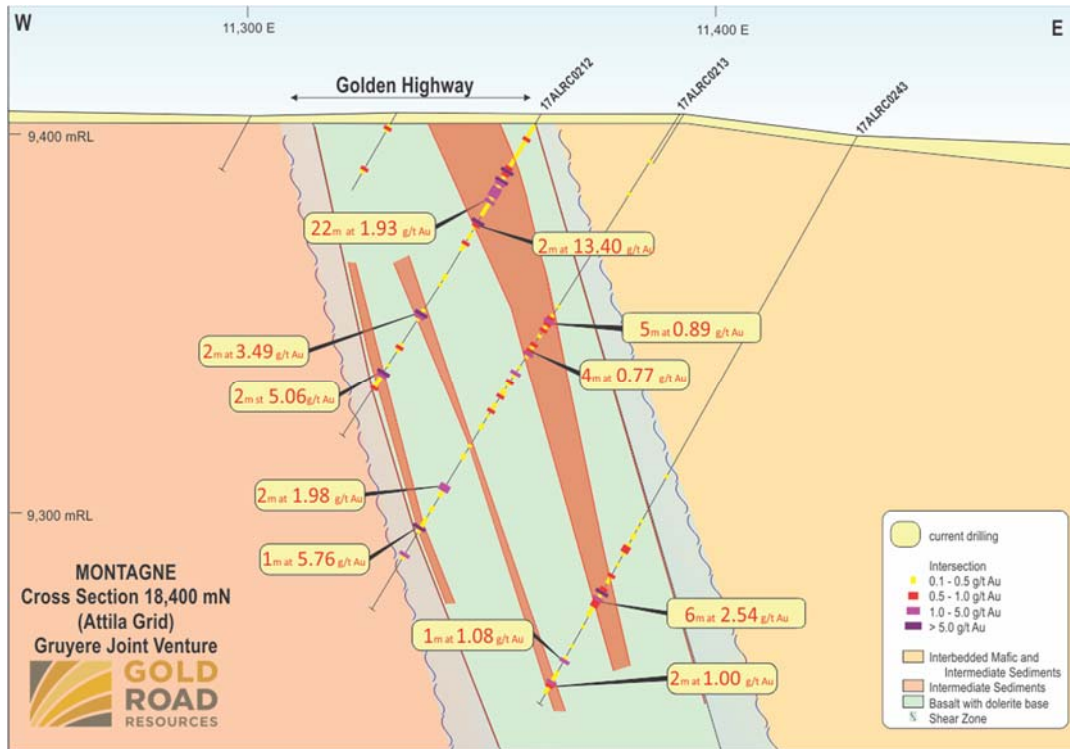 W
11,300 E
11,400 E
E
Golden Highway
17ALRC0212
17ALRC0213
17ALRC0243
9,400 mRL
22m at 1.93 g/t Au
2m at 13.40 g/t Au
2m at 3.49 g/t Au
5m at 0.89 g/t Au
2m st 5.06 g/t Au
4m at 0.77 g/t Au
2m at 1.98 g/t Au
9,300 mRL
1m at 5.76 g/t Au
6m at 2.54 g/t Au
1m at 1.08 g/t Au
2m at 1.00 g/t Au
MONTAGNE
Cross Section 18,400 mN
(Attila Grid)
Gruyere Joint Venture
GOLD
ROAD
RESOURCES
current drilling
Intersection
0.1 - 0.5 g/t Au
0.5 - 1.0 g/t Au
1.0 - 5.0 g/t Au
> 5.0 g/t Au
Interbedded Mafic and
Intermediate Sediments
Intermediate Sediments
Basalt with dolerite base
Shear Zone